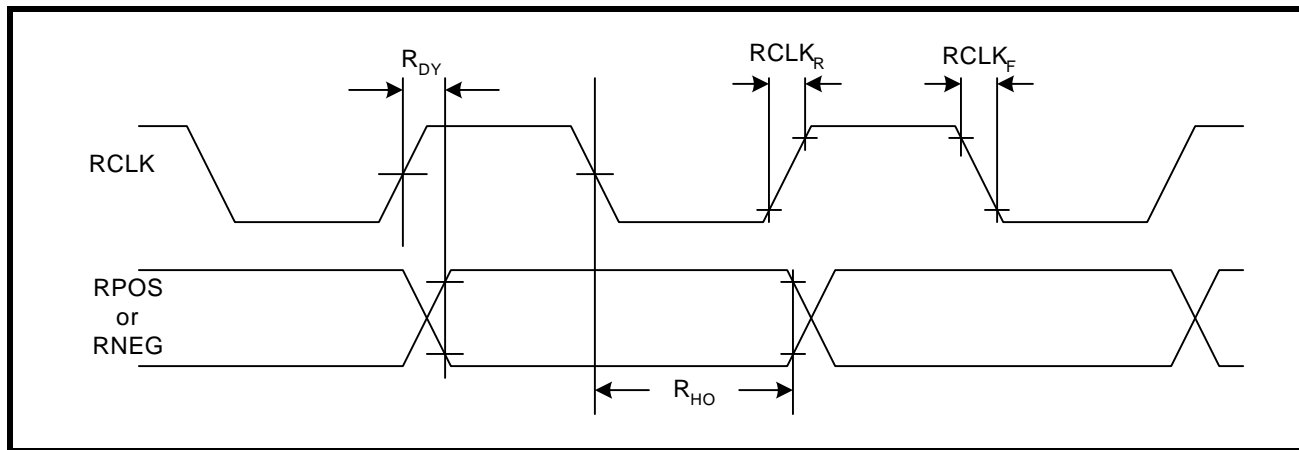 R_DY
RCLK_R
RCLK_F
RCLK
RPOS
or
RNEG
R_HO